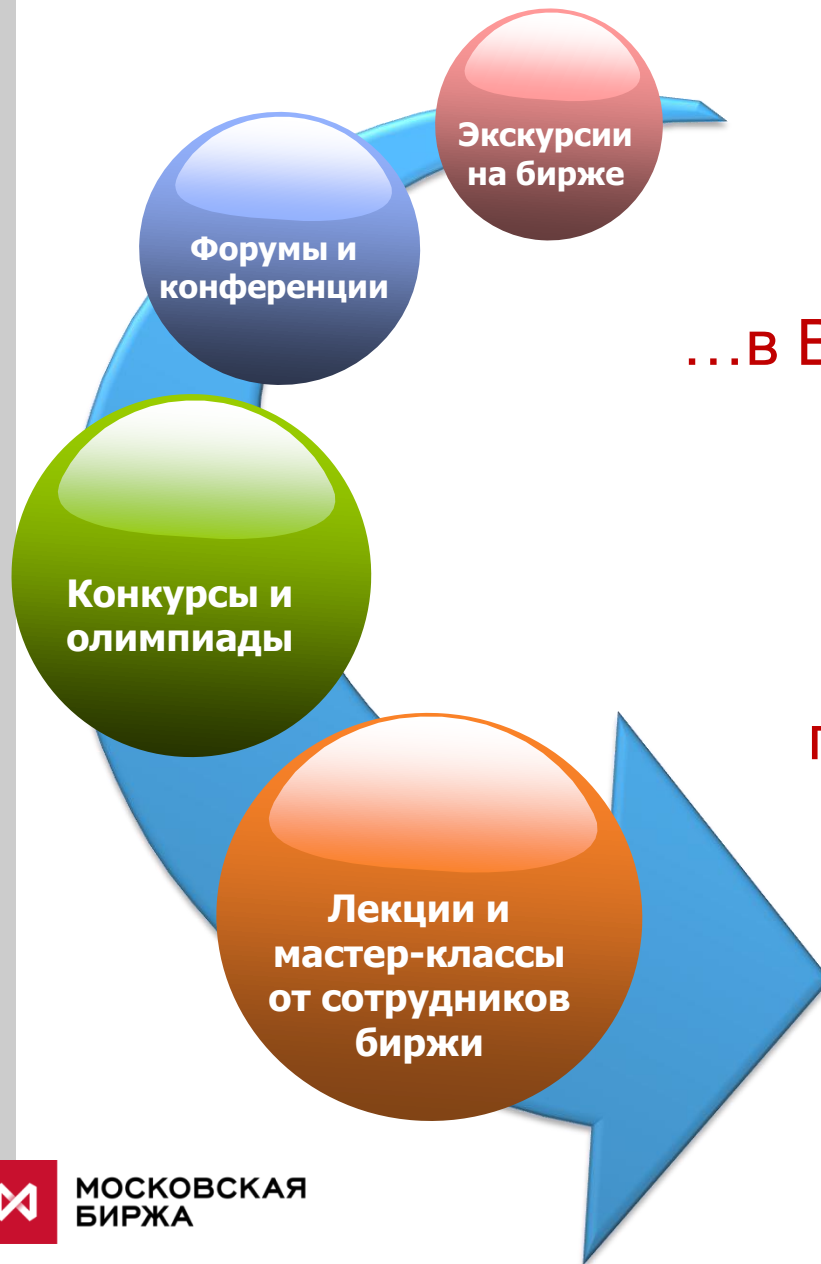 Экскурсии
на бирже
Форумы и
конференции
…в
Конкурсы и
олимпиады
Лекции и
мастер-классы
от сотрудников
биржи
МОСКОВСКАЯ
БИРЖА